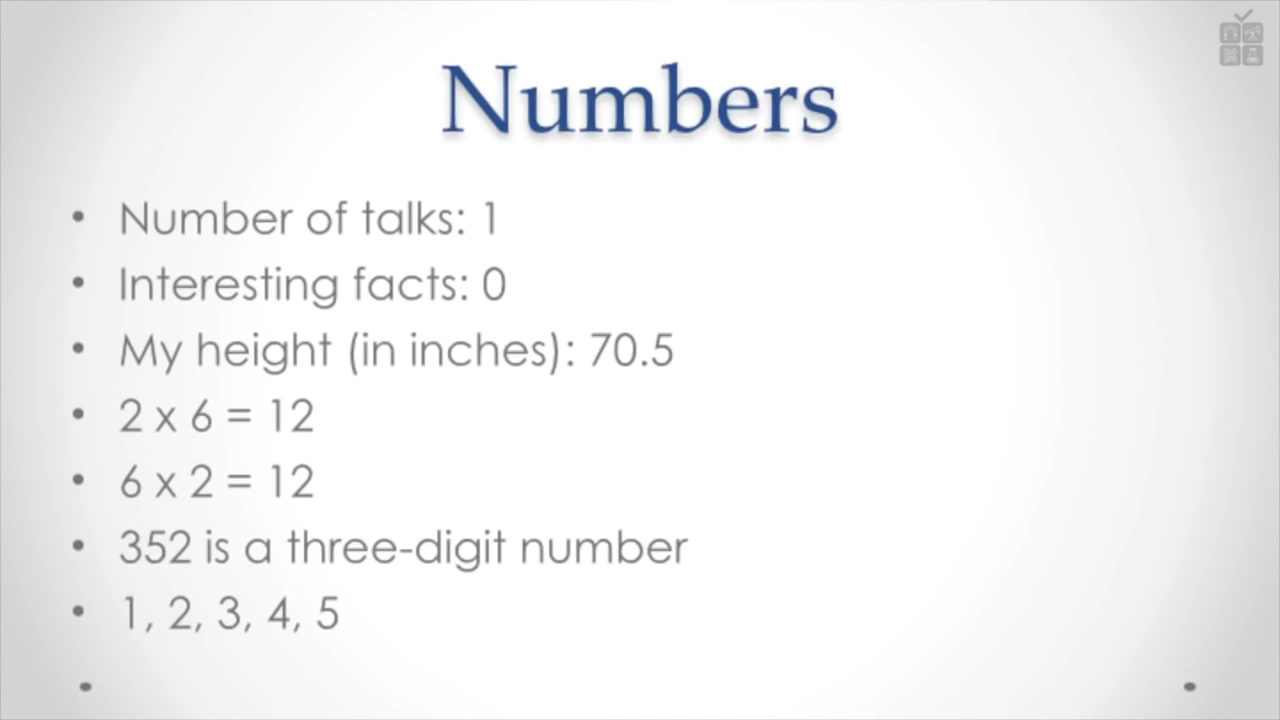 Numbers
• Number of talks: 1
• Interesting facts: 0
• My height (in inches): 70.5
• 2 x 6 = 12
• 6 x 2 = 12
• 352 is a three-digit number
• 1, 2, 3, 4, 5